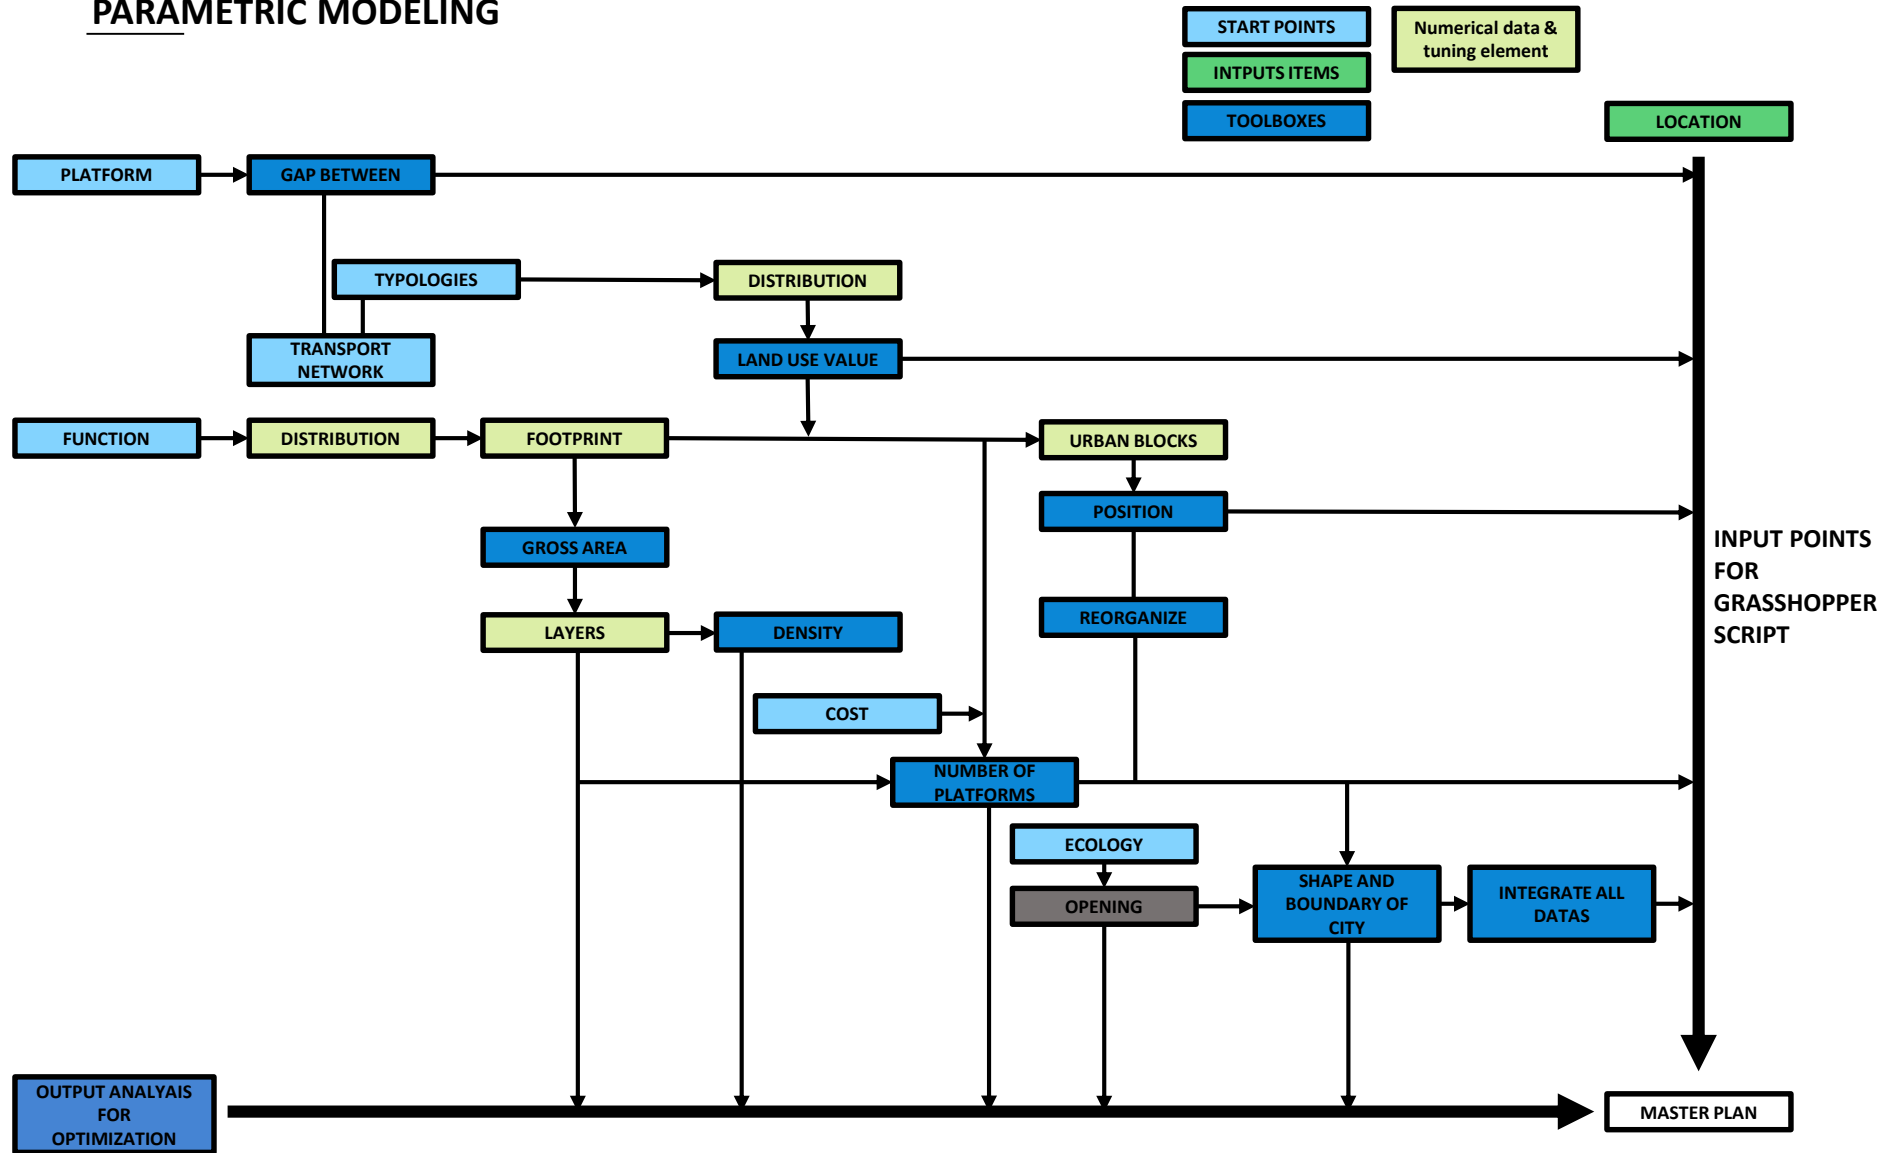 PARAMETRIC MODELING
START POINTS
Numerical data &
tuning element
INTPUTS ITEMS
TOOLBOXES
LOCATION
PLATFORM
GAP BETWEEN
TYPOLOGIES
DISTRIBUTION
TRANSPORT
NETWORK
LAND USE VALUE
FUNCTION
DISTRIBUTION
FOOTPRINT
URBAN BLOCKS
POSITION
GROSS AREA
INPUT POINTS
FOR
GRASSHOPPER
SCRIPT
REORGANIZE
LAYERS
DENSITY
COST
NUMBER OF
PLATFORMS
ECOLOGY
OPENING
SHAPE AND
BOUNDARY OF
CITY
INTEGRATE ALL
DATAS
OUTPUT ANALYAIS
FOR
OPTIMIZATION
MASTER PLAN